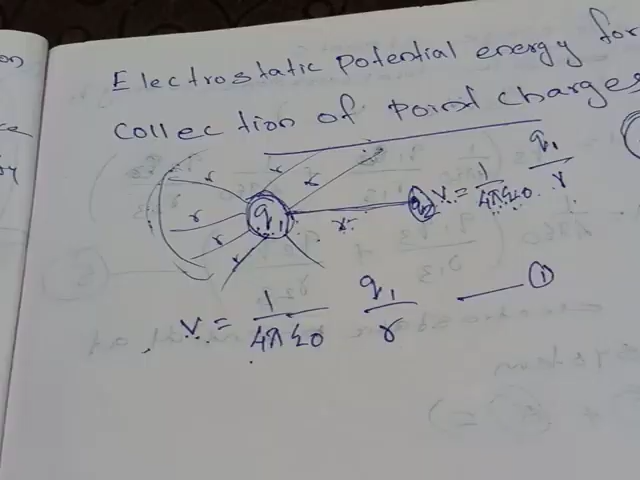 Electrostatic potential energy for
collection of point charges
r r r
q₁ q₂ V = 1/4πε0 q₁/r
r r r r
V = 1/4πε0 q₁/r — ①